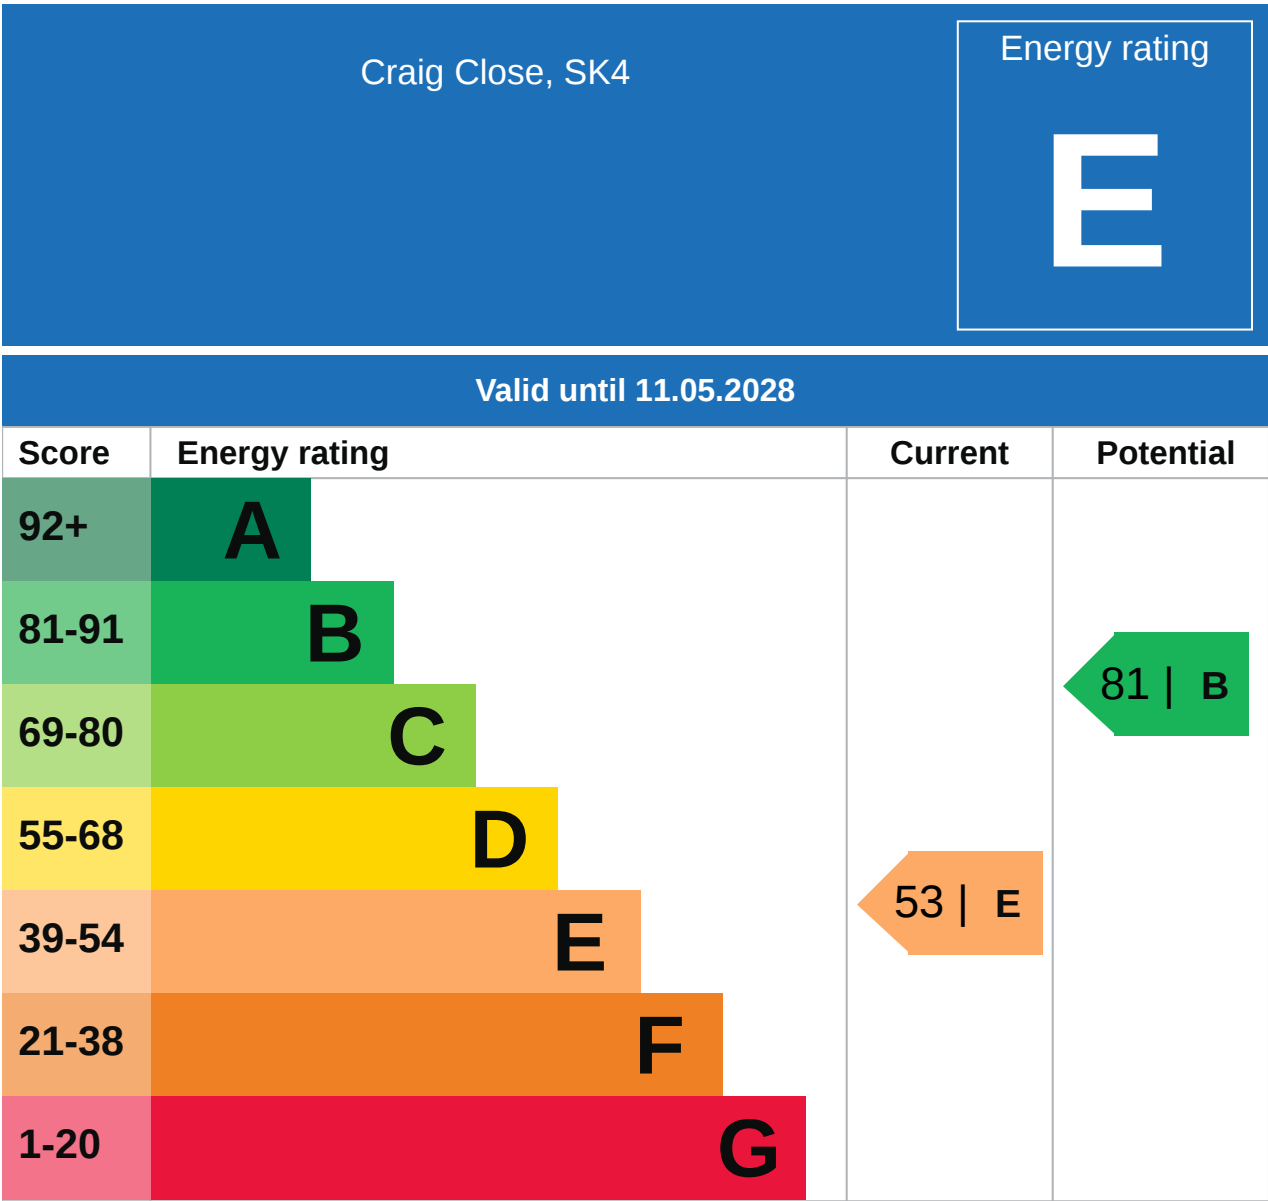 Craig Close, SK4
Energy rating
E
Valid until 11.05.2028
Score Energy rating Current Potential
92+ A
81-91 B
81 | B
69-80 C
55-68 D
53 | E
39-54 E
21-38 F
1-20 G